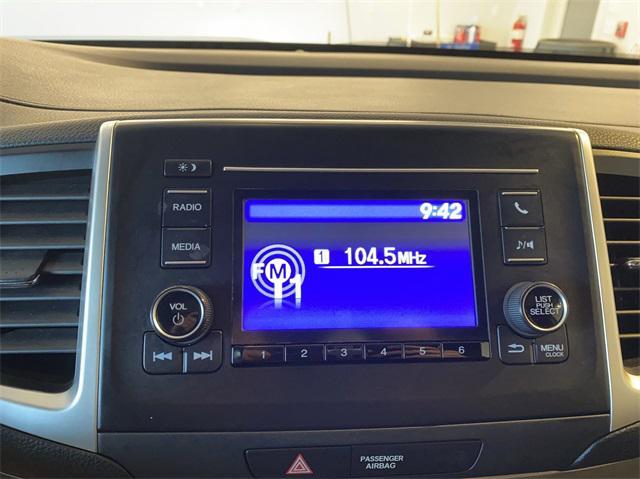 9:42
RADIO
MEDIA
FM1
1 104.5MHz
VOL
LIST
PUSH
SELECT
1 2 3 4 5 6
MENU
CLOCK
PASSENGER
AIRBAG